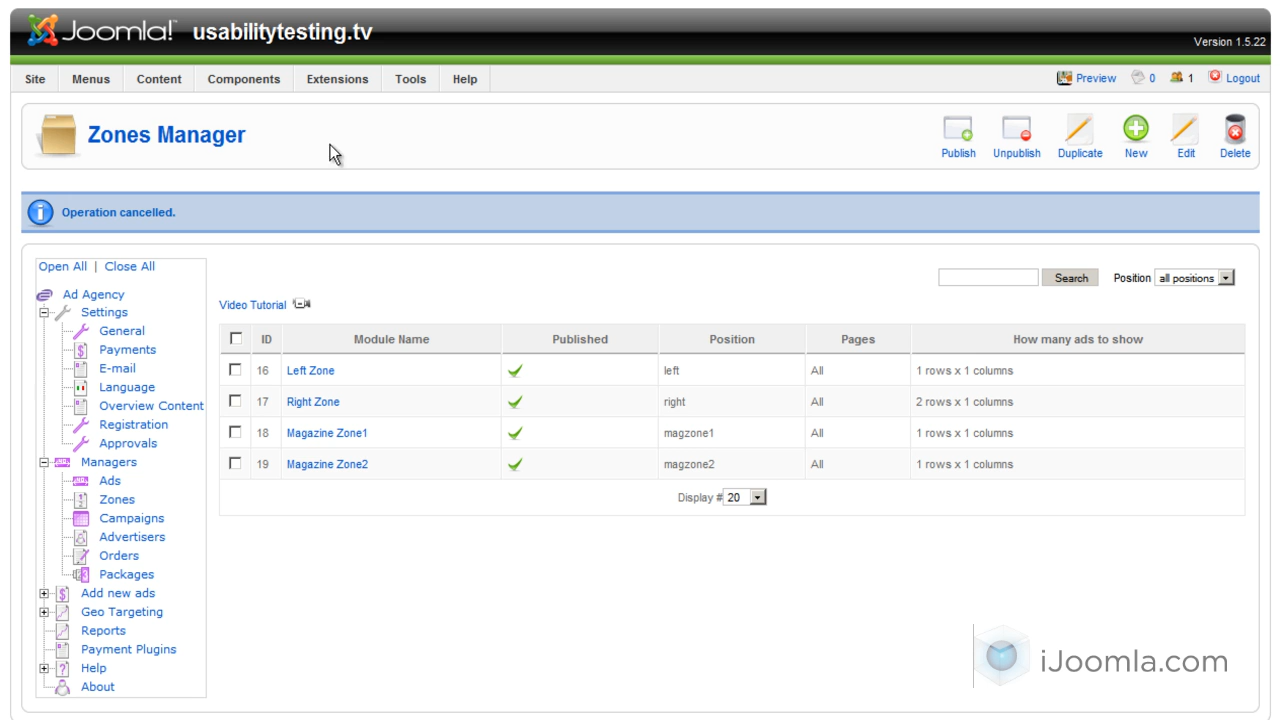 Joomla! usabilitytesting.tv
Version 1.5.22
Site Menus Content Components Extensions Tools Help Preview 0 1 Logout
Zones Manager
Publish Unpublish Duplicate New Edit Delete
Operation cancelled.
Open All | Close All
Ad Agency
Settings
General
Payments
E-mail
Language
Overview Content
Registration
Approvals
Managers
Ads
Zones
Campaigns
Advertisers
Orders
Packages
Add new ads
Geo Targeting
Reports
Payment Plugins
Help
About
Search Position all positions
Video Tutorial
ID Module Name Published Position Pages How many ads to show
16 Left Zone left All 1 rows x 1 columns
17 Right Zone right All 2 rows x 1 columns
18 Magazine Zone1 magzone1 All 1 rows x 1 columns
19 Magazine Zone2 magzone2 All 1 rows x 1 columns
Display # 20
iJoomla.com